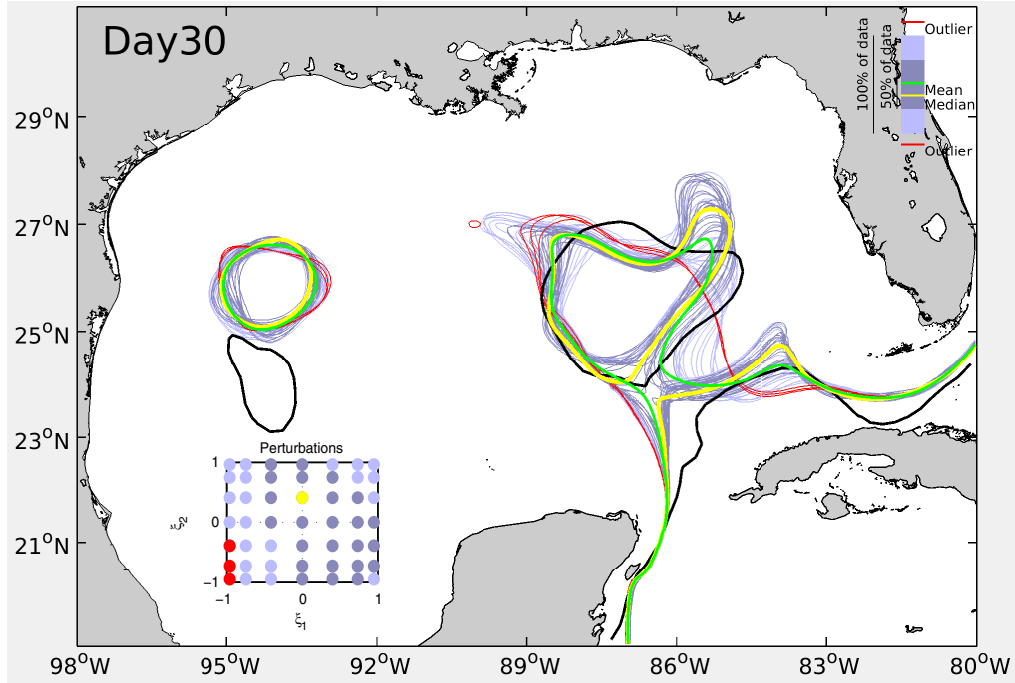 Day30
100% of data
50% of data
Outlier
Mean
Median
Outlier
29°N
27°N
25°N
23°N
21°N
Perturbations
1
0
−1
ξ2
−1
0
1
ξ1
98°W
95°W
92°W
89°W
86°W
83°W
80°W